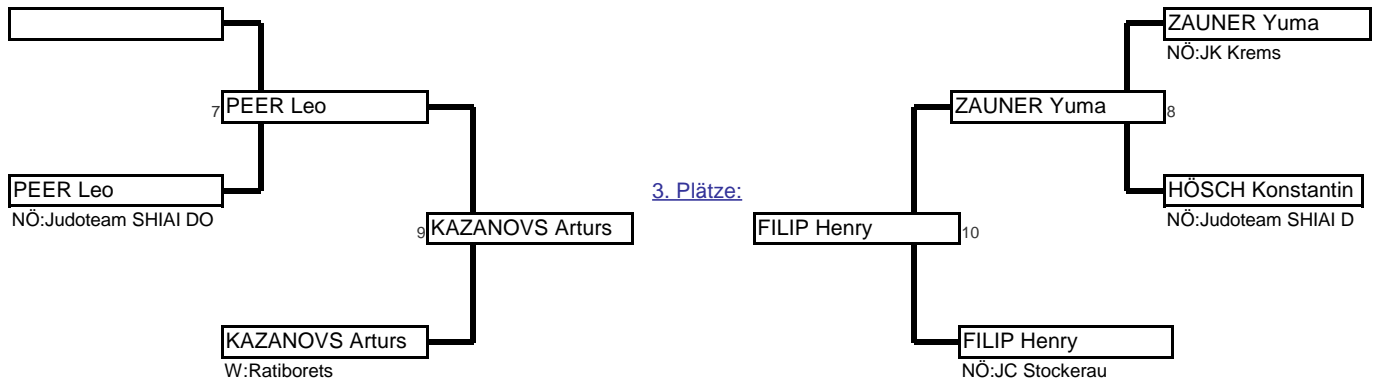 ZAUNER Yuma
NÖ:JK Krems
7 PEER Leo
ZAUNER Yuma 8
PEER Leo
NÖ:Judoteam SHIAI DO
3. Plätze:
HÖSCH Konstantin
NÖ:Judoteam SHIAI D
9 KAZANOVS Arturs
FILIP Henry 10
KAZANOVS Arturs
W:Ratiborets
FILIP Henry
NÖ:JC Stockerau